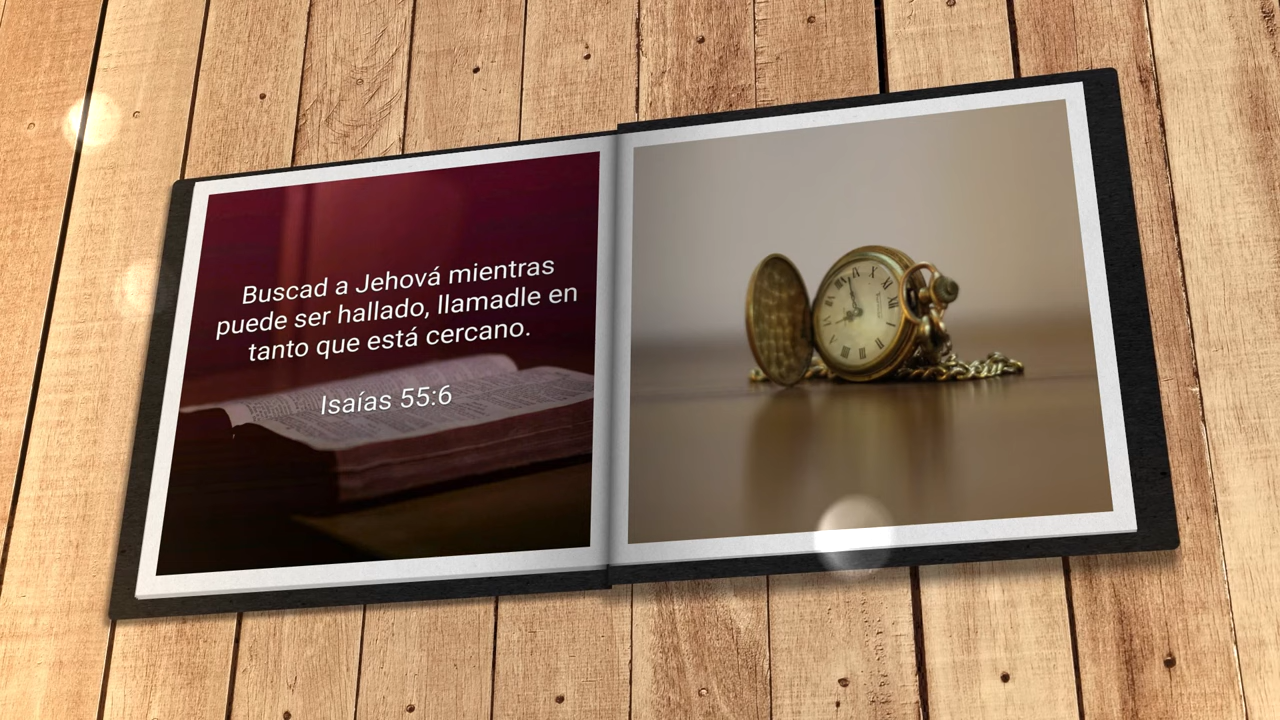 Buscad a Jehová mientras
puede ser hallado, llamadle en
tanto que está cercano.
Isaías 55:6